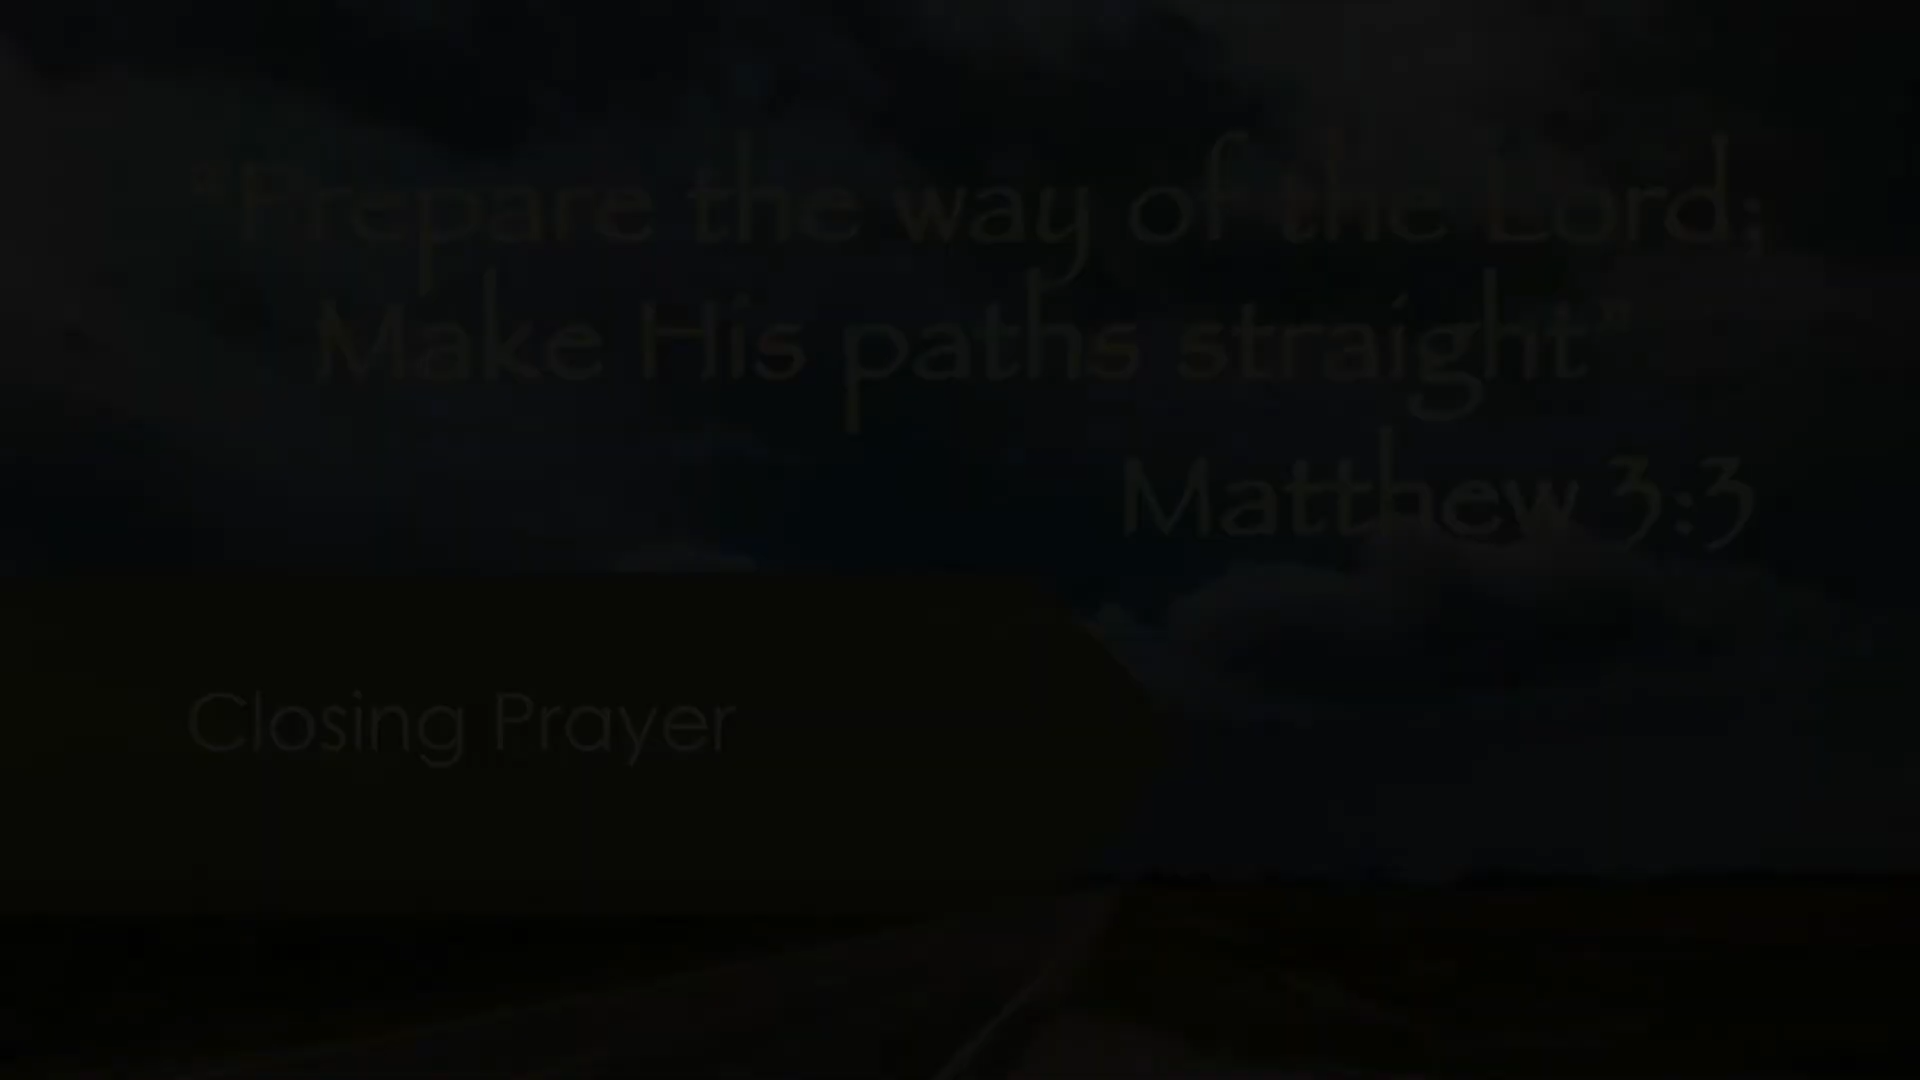 "Prepare the way of the Lord;
Make His paths straight"
Matthew 3:3
Closing Prayer